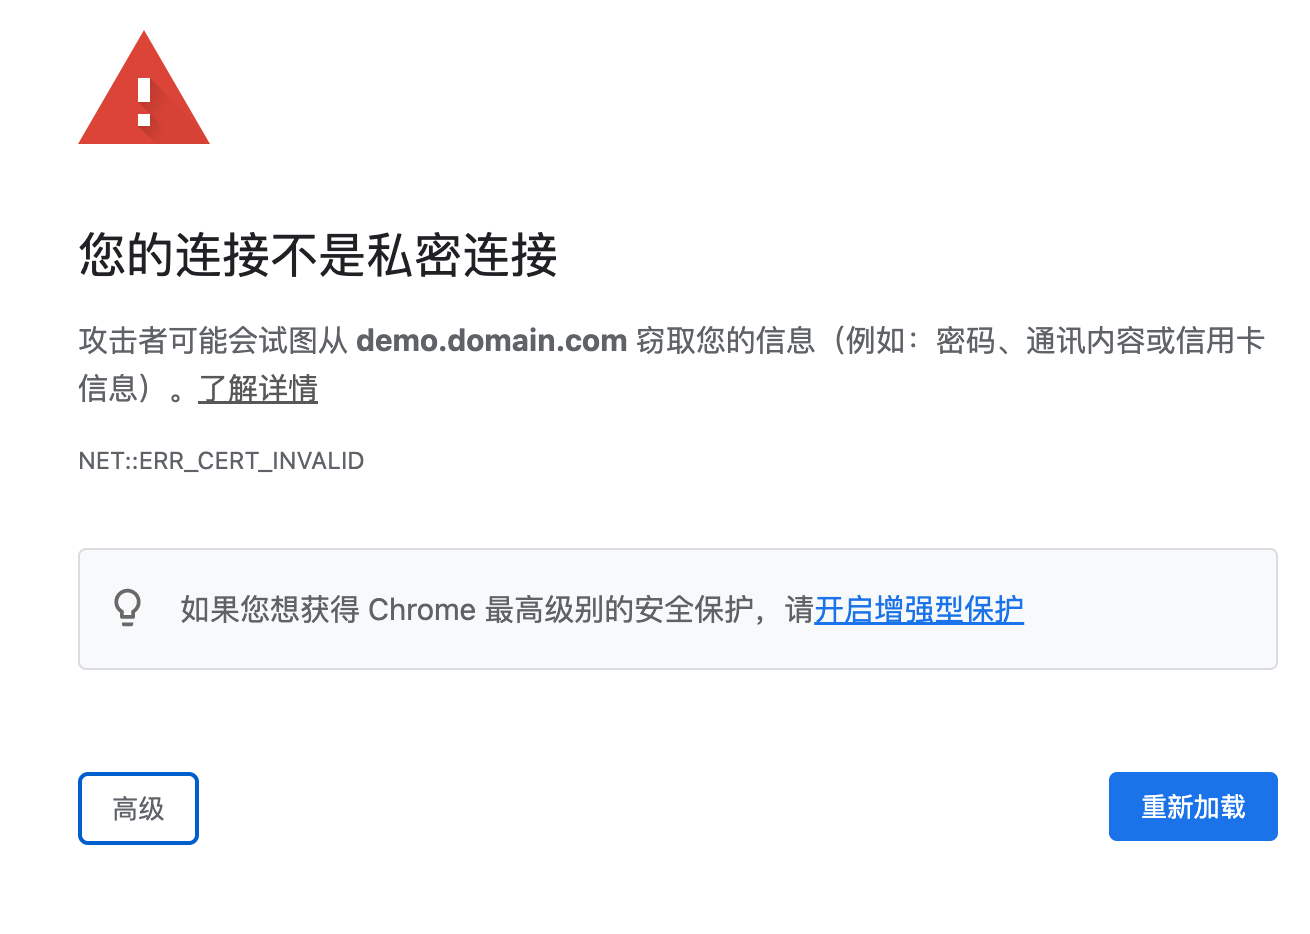 您的连接不是私密连接
攻击者可能会试图从 demo.domain.com 窃取您的信息（例如：密码、通讯内容或信用卡
信息）。了解详情
NET::ERR_CERT_INVALID
如果您想获得 Chrome 最高级别的安全保护，请开启增强型保护
高级
重新加载